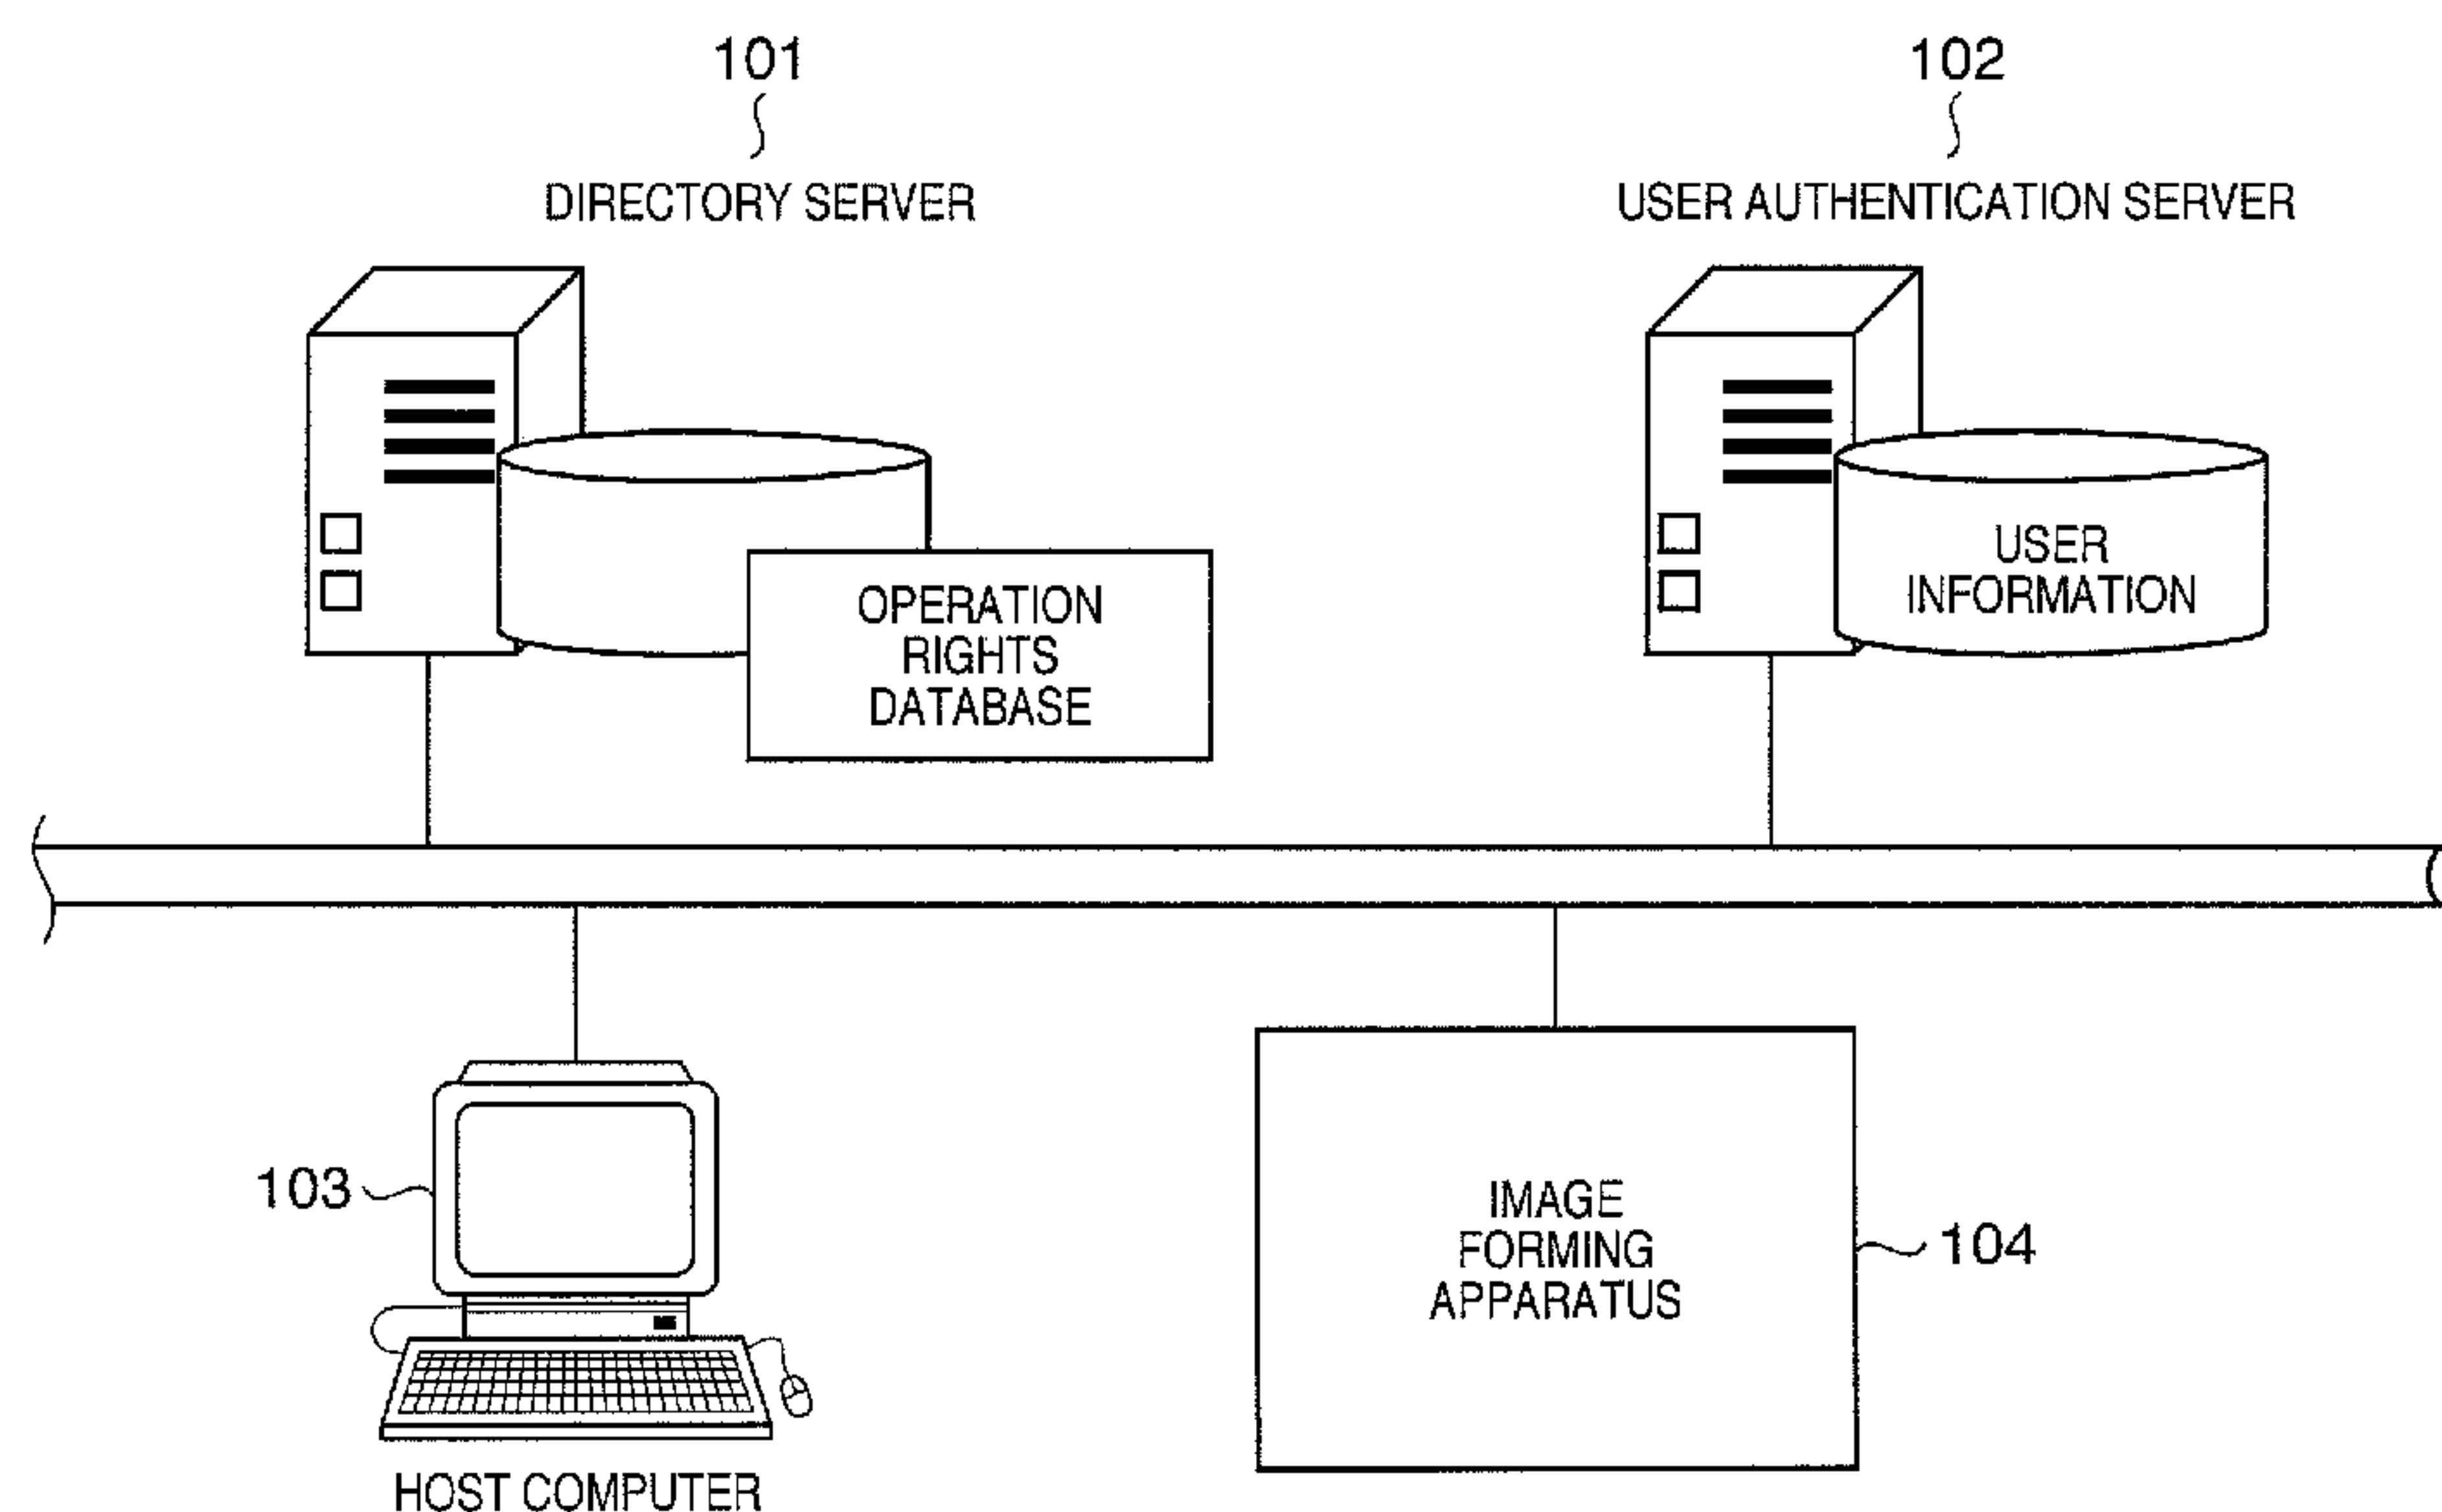 101
102
DIRECTORY SERVER
USER AUTHENTICATION SERVER
OPERATION
RIGHTS
DATABASE
USER
INFORMATION
103
IMAGE
FORMING
APPARATUS
104
HOST COMPUTER